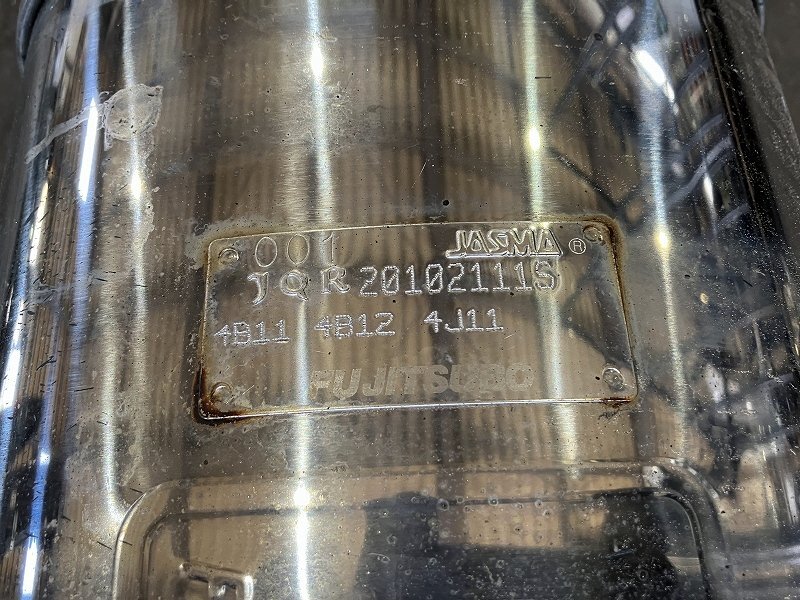 001 JASMA®
JQR20102111S
4B11 4B12 4J11
FUJITSUBO